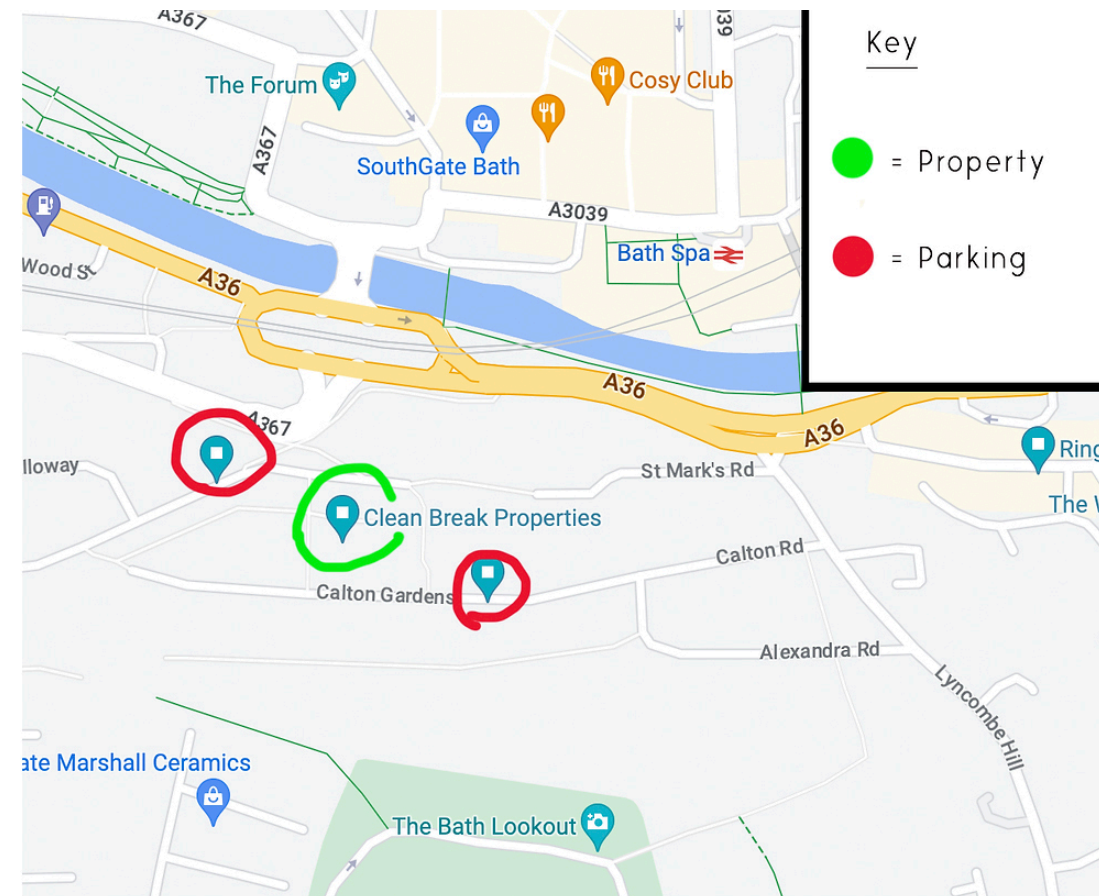 A367
A3039
Key
The Forum
Cosy Club
= Property
A367
SouthGate Bath
A3039
= Parking
Bath Spa
Wood S
A36
A36
A367
A36
Ring
lloway
St Mark's Rd
The
Clean Break Properties
Calton Rd
Calton Gardens
Alexandra Rd
Lyncombe Hill
ate Marshall Ceramics
The Bath Lookout